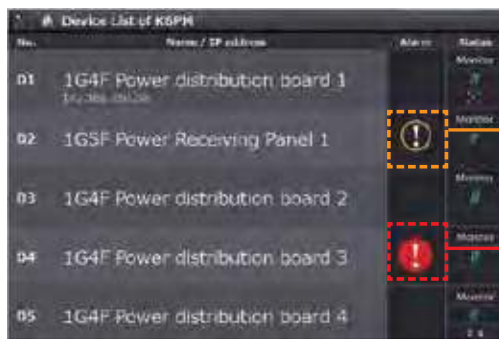 Device List of K6PM
No. Name / IP address Alarm Status
01 1G4F Power distribution board 1 Monitor
02 1GSF Power Receiving Panel 1 Monitor
03 1G4F Power distribution board 2 Monitor
04 1G4F Power distribution board 3 Monitor
05 1G4F Power distribution board 4 Monitor